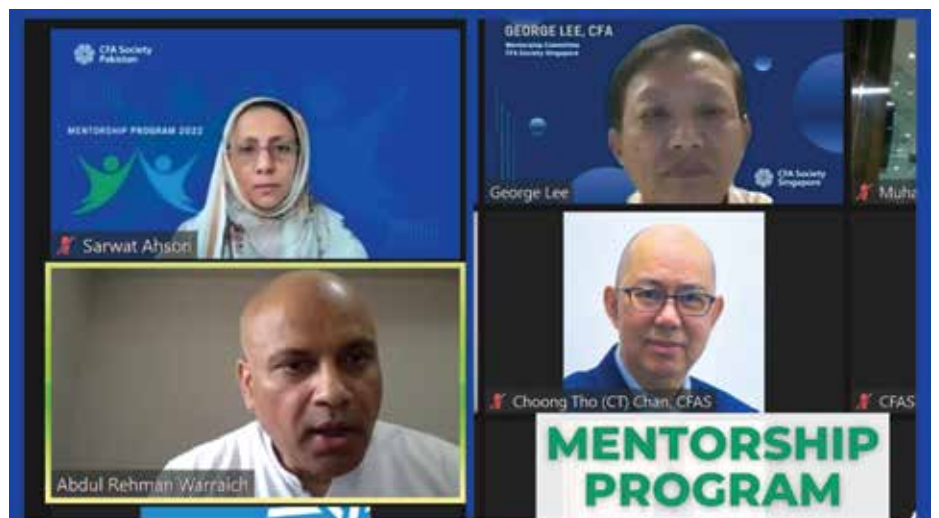 CFA Society
Pakistan
MENTORSHIP PROGRAM 2022
Sarwat Ahson
GEORGE LEE, CFA
Mentorship Committee
CFA Society Singapore
CFA Society
Singapore
George Lee
Muha
Abdul Rehman Warraich
Choong Tho (CT) Chan, CFAS
CFAS
MENTORSHIP
PROGRAM